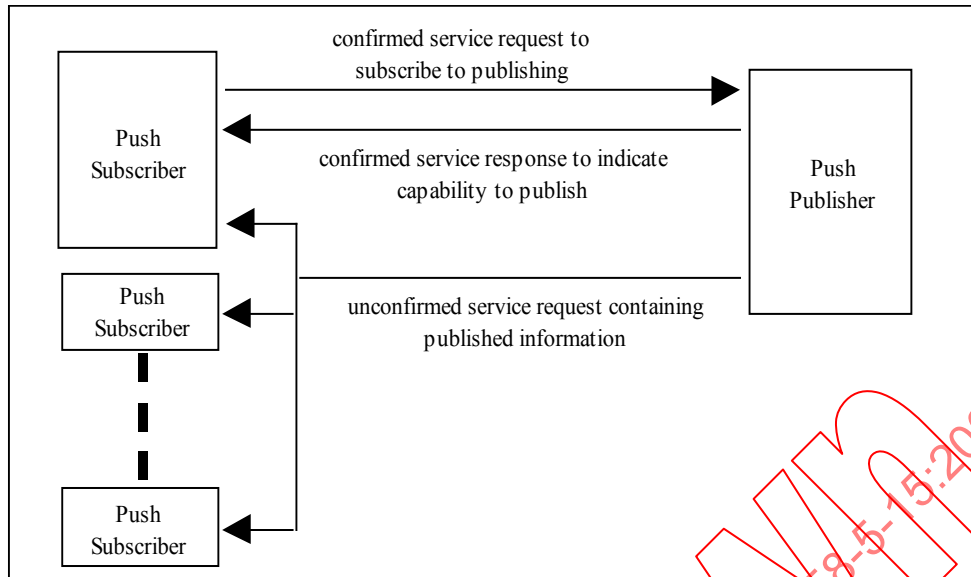 confirmed service request to
subscribe to publishing
Push
Subscriber
confirmed service response to indicate
capability to publish
Push
Publisher
Push
Subscriber
unconfirmed service request containing
published information
Push
Subscriber